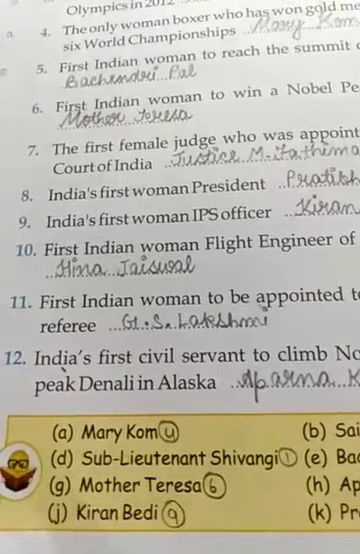 Olympics in 2012
4. The only woman boxer who has won gold me
six World Championships ...Mary Kom
5. First Indian woman to reach the summit
Bachendri Pal
6. First Indian woman to win a Nobel Pe
Mother Teresa
7. The first female judge who was appoint
Court of India ...Justice M. Fathima
8. India's first woman President ...Pratibh
9. India's first woman IPS officer ...Kiran
10. First Indian woman Flight Engineer of
...Hina Jaiswal
11. First Indian woman to be appointed t
referee ...G. S. Lakshmi
12. India's first civil servant to climb No
peak Denali in Alaska ...Aparna K
(a) Mary Kom 4 (b) Sai
(d) Sub-Lieutenant Shivangi 1 (e) Ba
(g) Mother Teresa 6 (h) Ap
(j) Kiran Bedi 9 (k) Pr